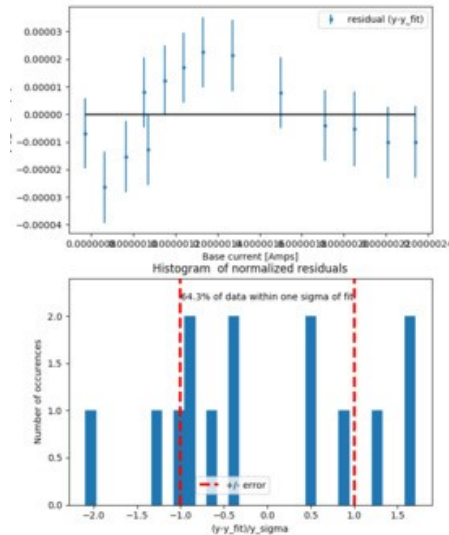 residual (y-y_fit)
0.00003
0.00002
0.00001
0.00000
−0.00001
−0.00002
−0.00003
−0.00004
Base current [Amps]
Histogram of normalized residuals
64.3% of data within one sigma of fit
2.0
1.5
1.0
0.5
0.0
Number of occurences
+/- error
−2.0 −1.5 −1.0 −0.5 0.0 0.5 1.0 1.5
(y-y_fit)/y_sigma